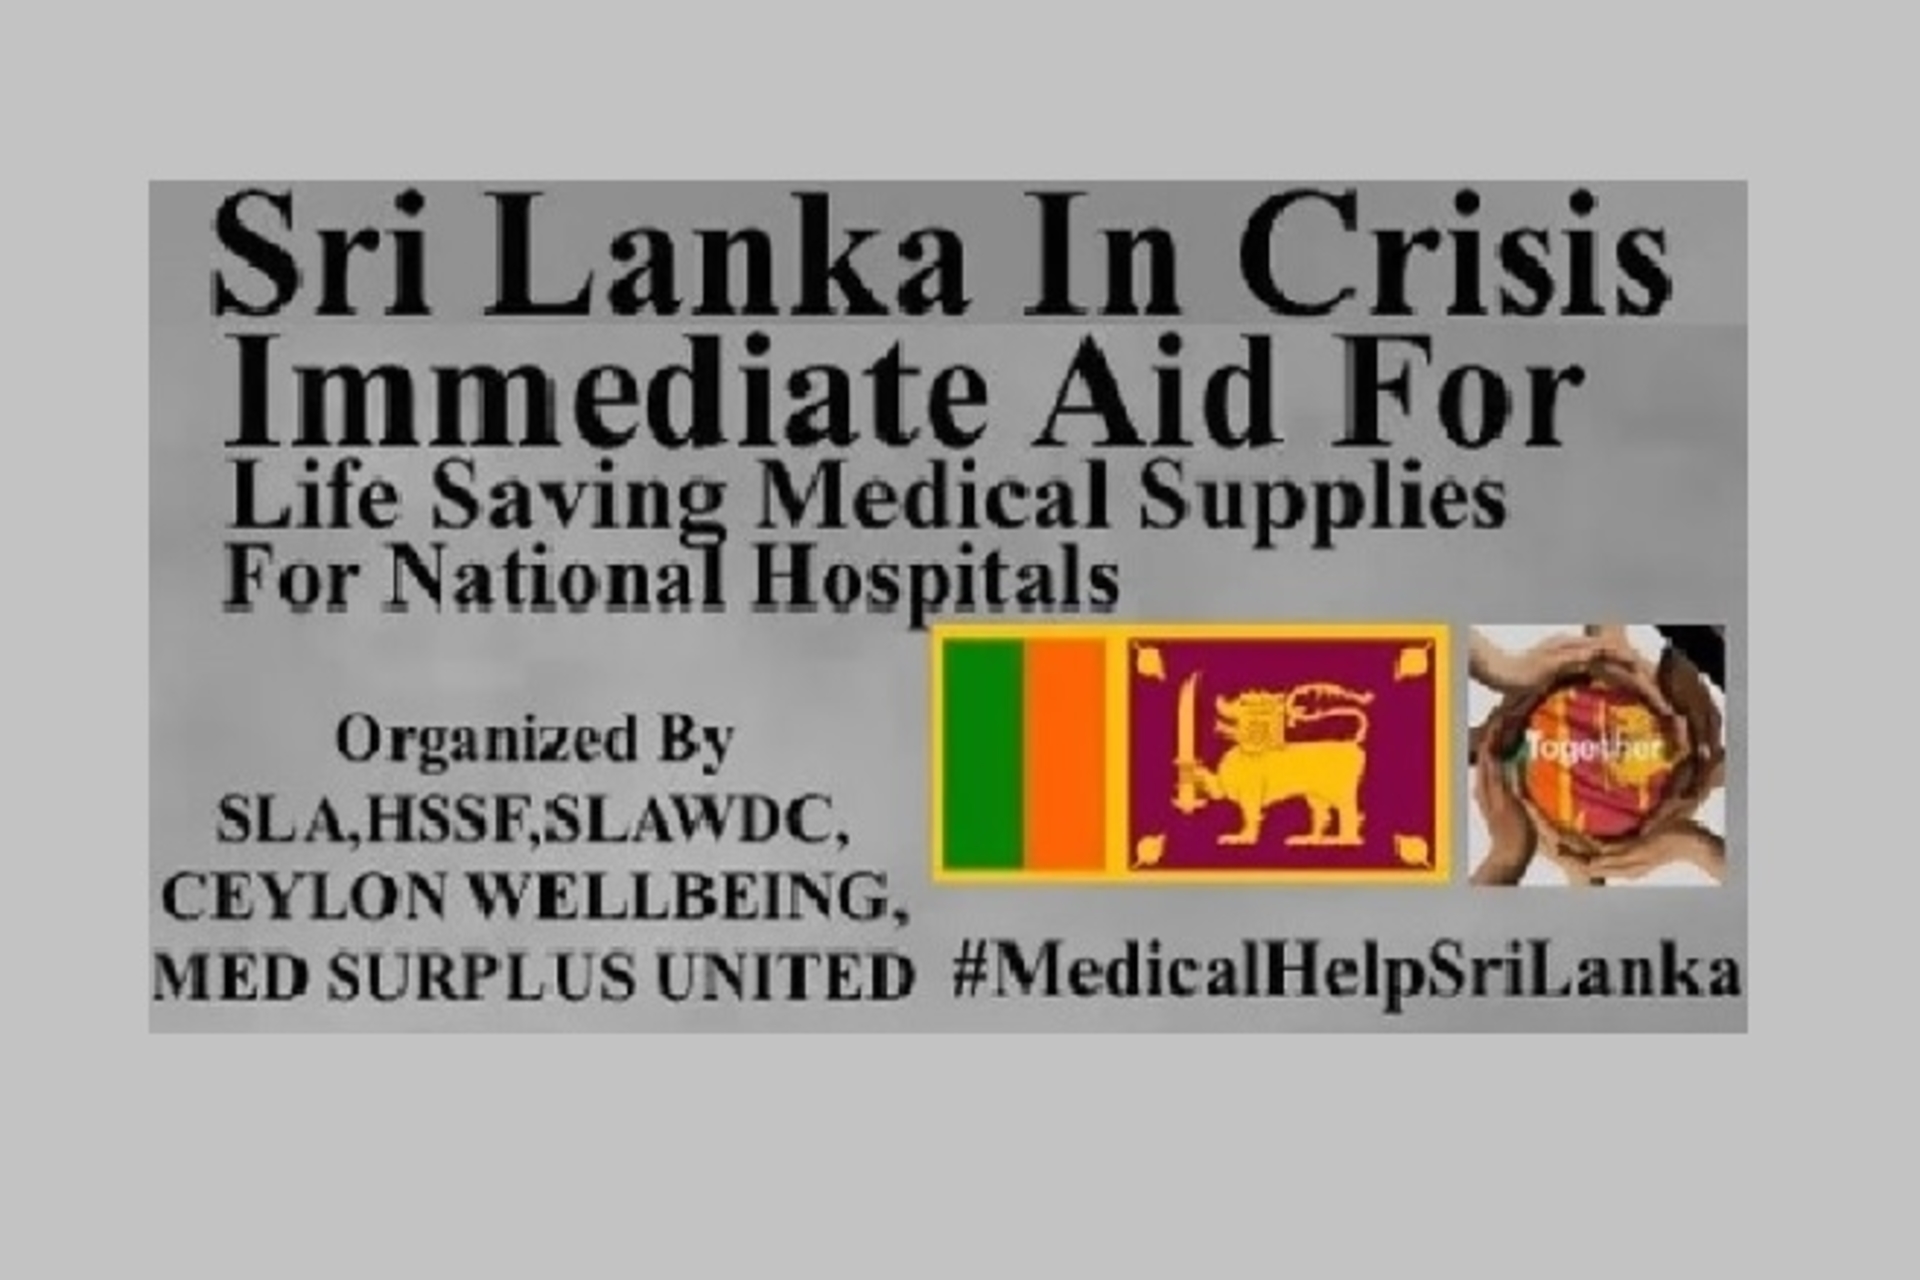 Sri Lanka In Crisis
Immediate Aid For
Life Saving Medical Supplies
For National Hospitals
Organized By
SLA,HSSF,SLAWDC,
CEYLON WELLBEING,
MED SURPLUS UNITED
Together
#MedicalHelpSriLanka